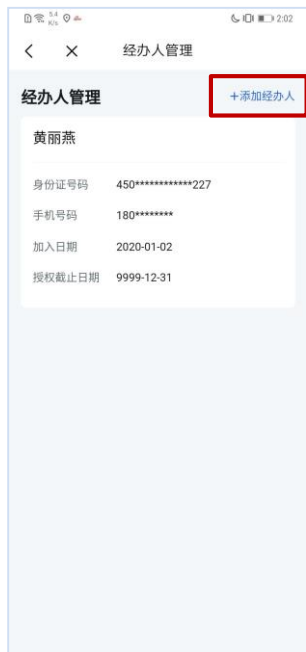 5.4
K/s
2:02
经办人管理
经办人管理
+添加经办人
黄丽燕
身份证号码 450************227
手机号码 180********
加入日期 2020-01-02
授权截止日期 9999-12-31